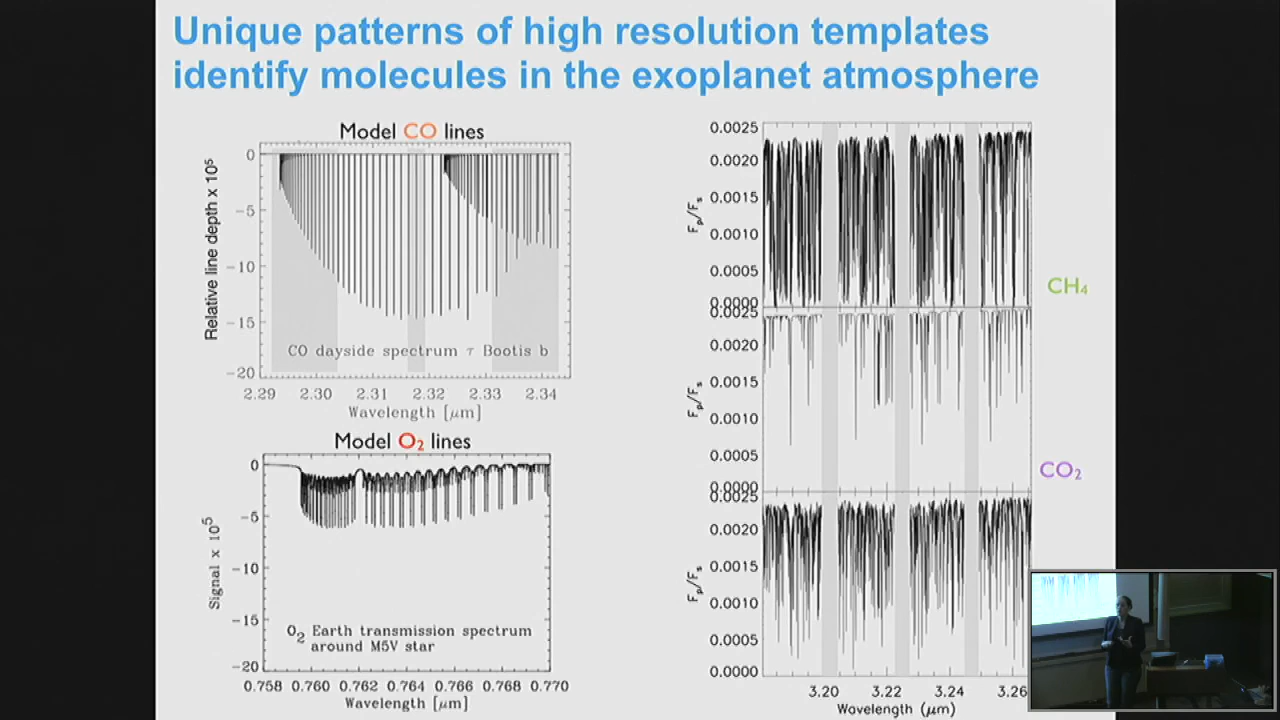 Unique patterns of high resolution templates
identify molecules in the exoplanet atmosphere
Model CO lines
Relative line depth x 10⁵
0
-5
-10
-15
-20
CO dayside spectrum τ Bootis b
2.29 2.30 2.31 2.32 2.33 2.34
Wavelength [μm]
Model O₂ lines
Signal x 10⁵
0
-5
-10
-15
-20
O₂ Earth transmission spectrum
around M5V star
0.758 0.760 0.762 0.764 0.766 0.768 0.770
Wavelength [μm]
Fₚ/Fₛ
0.0025
0.0020
0.0015
0.0010
0.0005
0.0000
CH₄
Fₚ/Fₛ
0.0025
0.0020
0.0015
0.0010
0.0005
0.0000
CO₂
Fₚ/Fₛ
0.0025
0.0020
0.0015
0.0010
0.0005
0.0000
3.20 3.22 3.24 3.26
Wavelength (μm)